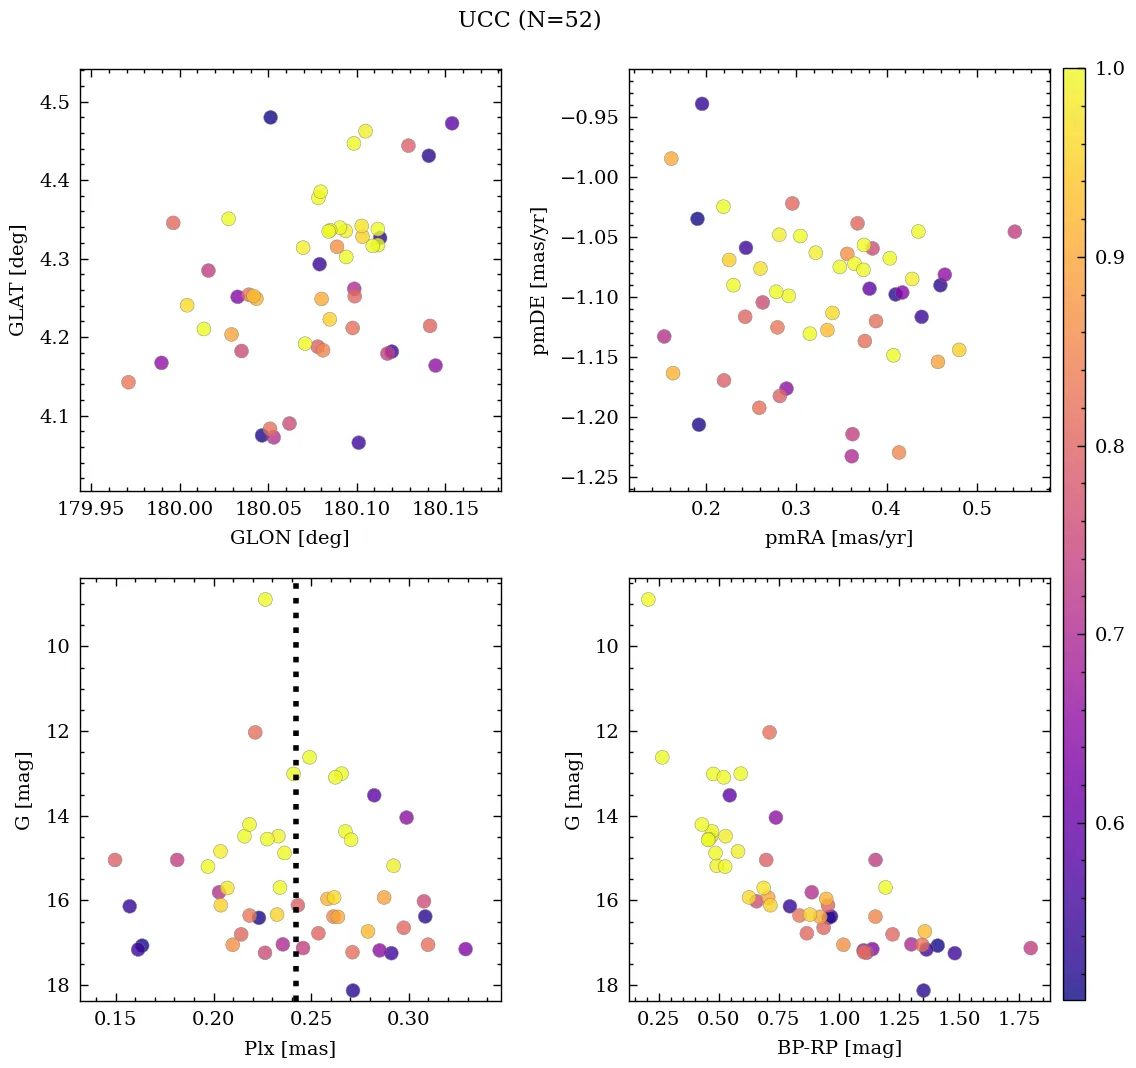 UCC (N=52)
4.5
4.4
4.3
4.2
4.1
GLAT [deg]
179.95 180.00 180.05 180.10 180.15
GLON [deg]
−0.95
−1.00
−1.05
−1.10
−1.15
−1.20
−1.25
pmDE [mas/yr]
0.2 0.3 0.4 0.5
pmRA [mas/yr]
1.0
0.9
0.8
0.7
0.6
10
12
14
16
18
G [mag]
0.15 0.20 0.25 0.30
Plx [mas]
10
12
14
16
18
G [mag]
0.25 0.50 0.75 1.00 1.25 1.50 1.75
BP-RP [mag]